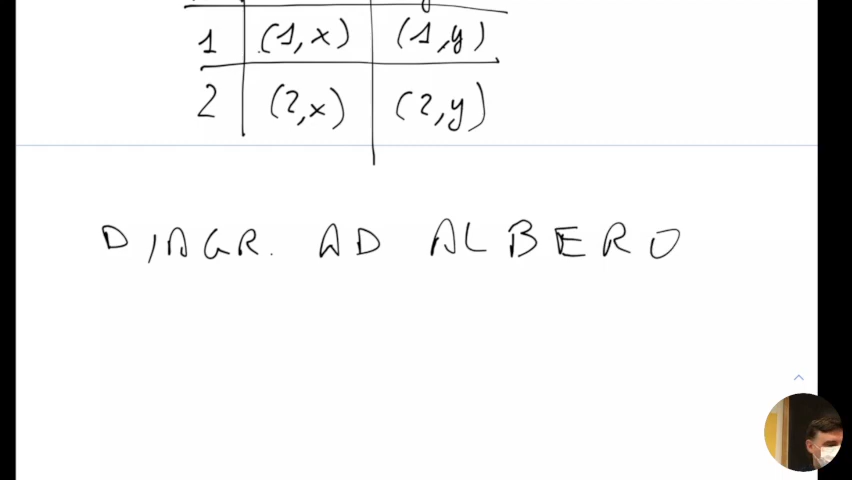 1 (1,x) (1,y)
2 (2,x) (2,y)
DIAGR. AD ALBERO